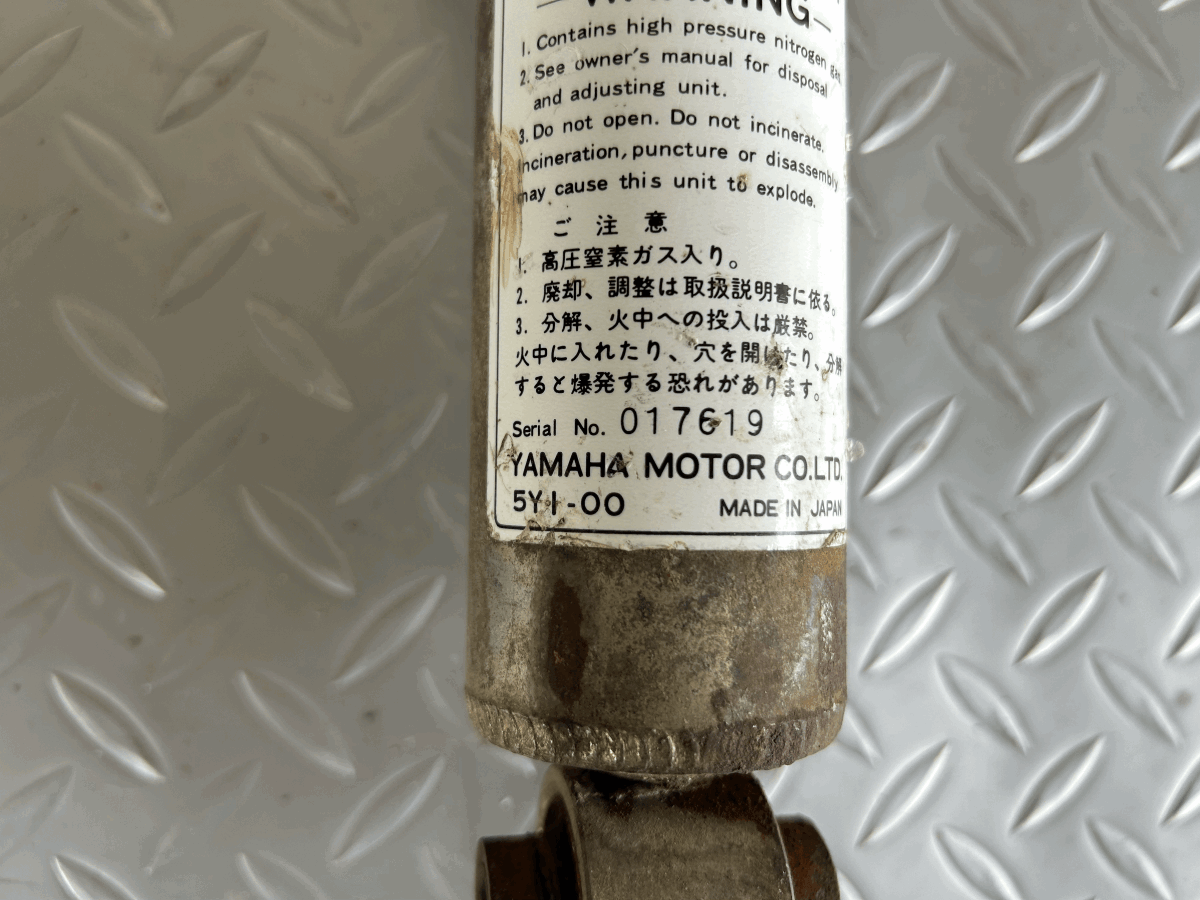 —WARNING—
1. Contains high pressure nitrogen gas.
2. See owner's manual for disposal
and adjusting unit.
3. Do not open. Do not incinerate.
Incineration, puncture or disassembly
may cause this unit to explode.
ご注意
1. 高圧窒素ガス入り。
2. 廃却、調整は取扱説明書に依る。
3. 分解、火中への投入は厳禁。
火中に入れたり、穴を開けたり、分解
すると爆発する恐れがあります。
Serial No. 017619
YAMAHA MOTOR CO.LTD.
5Y1-00 MADE IN JAPAN